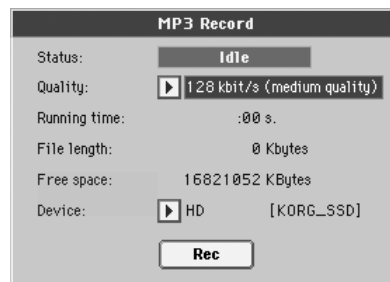 MP3 Record
Status: Idle
Quality: 128 kbit/s (medium quality)
Running time: :00 s.
File length: 0 Kbytes
Free space: 16821052 KBytes
Device: HD [KORG_SSD]
Rec